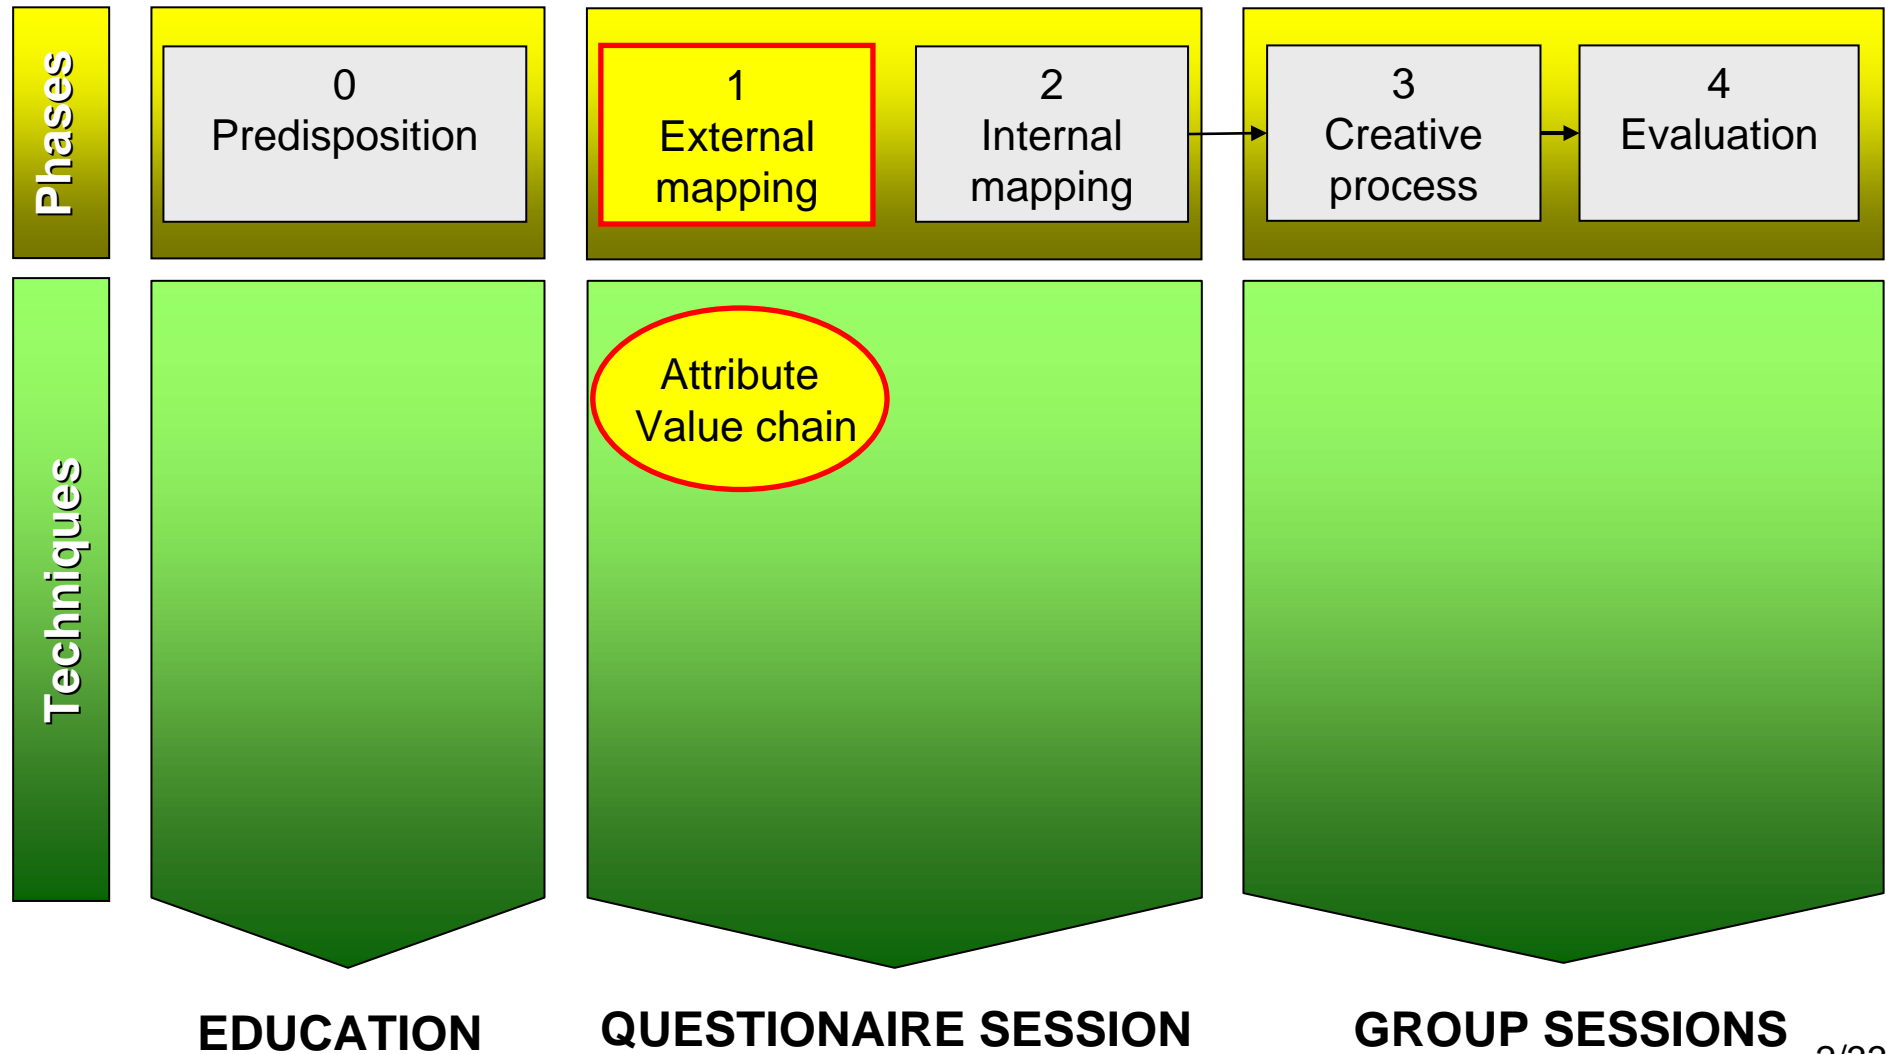 Phases
0
Predisposition
1
External
mapping
2
Internal
mapping
3
Creative
process
4
Evaluation
Techniques
Attribute
Value chain
EDUCATION
QUESTIONAIRE SESSION
GROUP SESSIONS